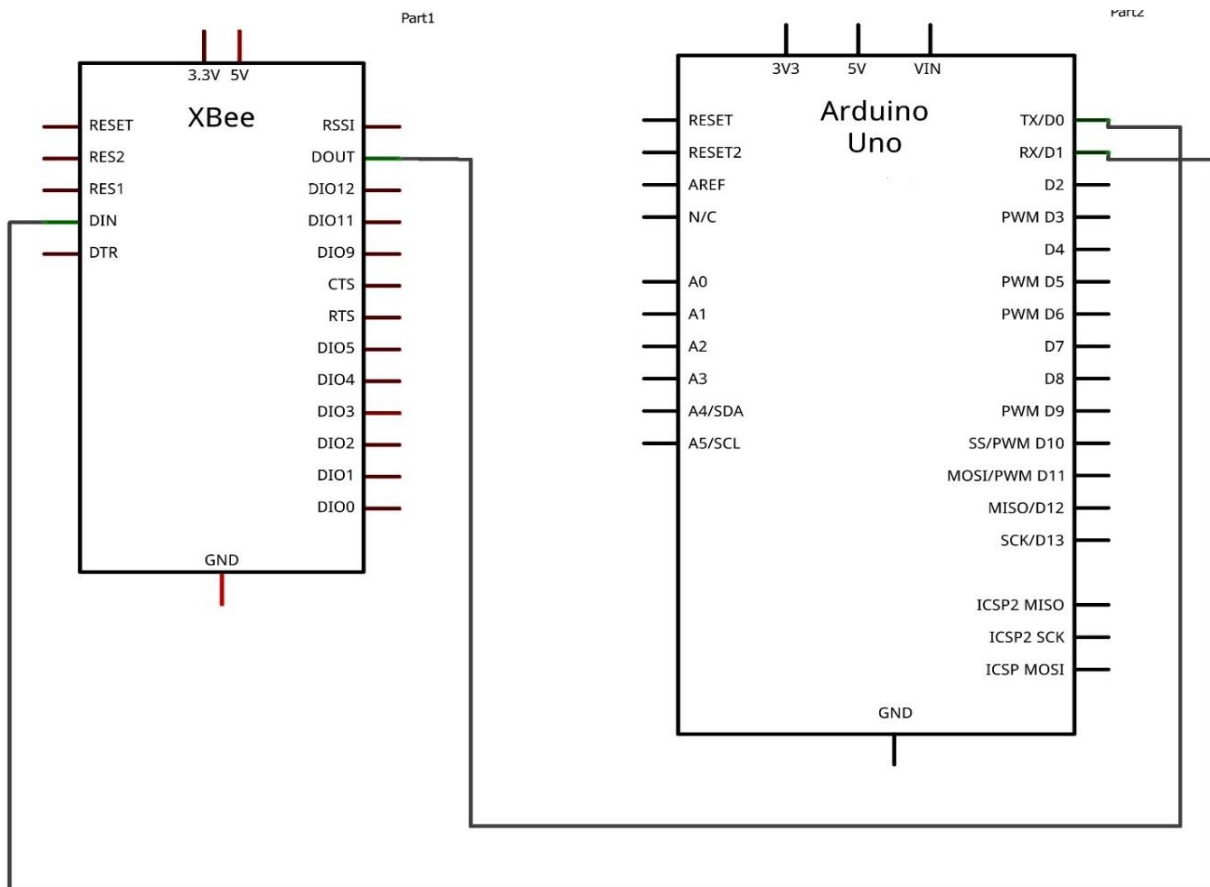 Part1
3.3V 5V
XBee
RESET
RES2
RES1
DIN
DTR
RSSI
DOUT
DIO12
DIO11
DIO9
CTS
RTS
DIO5
DIO4
DIO3
DIO2
DIO1
DIO0
GND
Part2
3V3 5V VIN
Arduino
Uno
RESET
RESET2
AREF
N/C
A0
A1
A2
A3
A4/SDA
A5/SCL
TX/D0
RX/D1
D2
PWM D3
D4
PWM D5
PWM D6
D7
D8
PWM D9
SS/PWM D10
MOSI/PWM D11
MISO/D12
SCK/D13
ICSP2 MISO
ICSP2 SCK
ICSP MOSI
GND